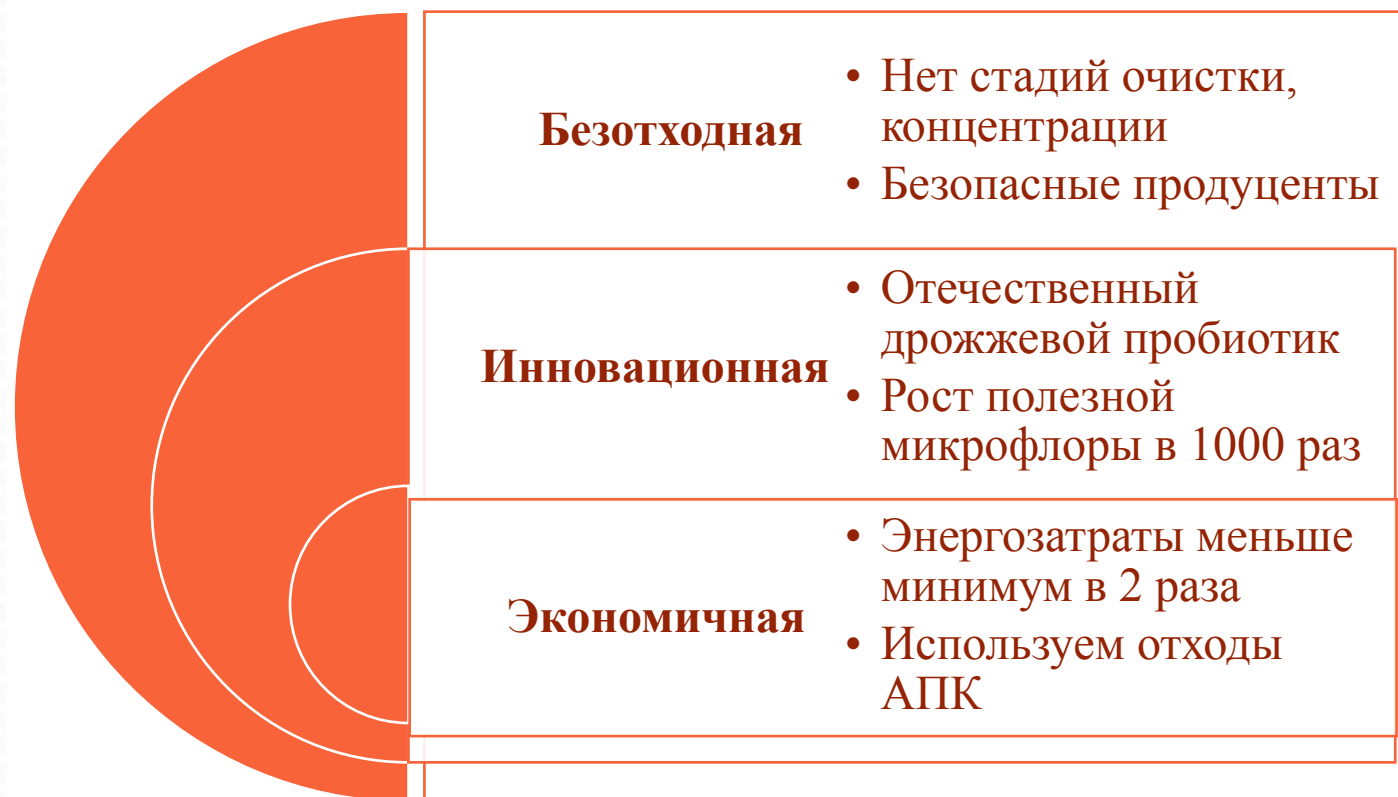 Безотходная
• Нет стадий очистки,
концентрации
• Безопасные продуценты
Инновационная
• Отечественный
дрожжевой пробиотик
• Рост полезной
микрофлоры в 1000 раз
Экономичная
• Энергозатраты меньше
минимум в 2 раза
• Используем отходы
АПК